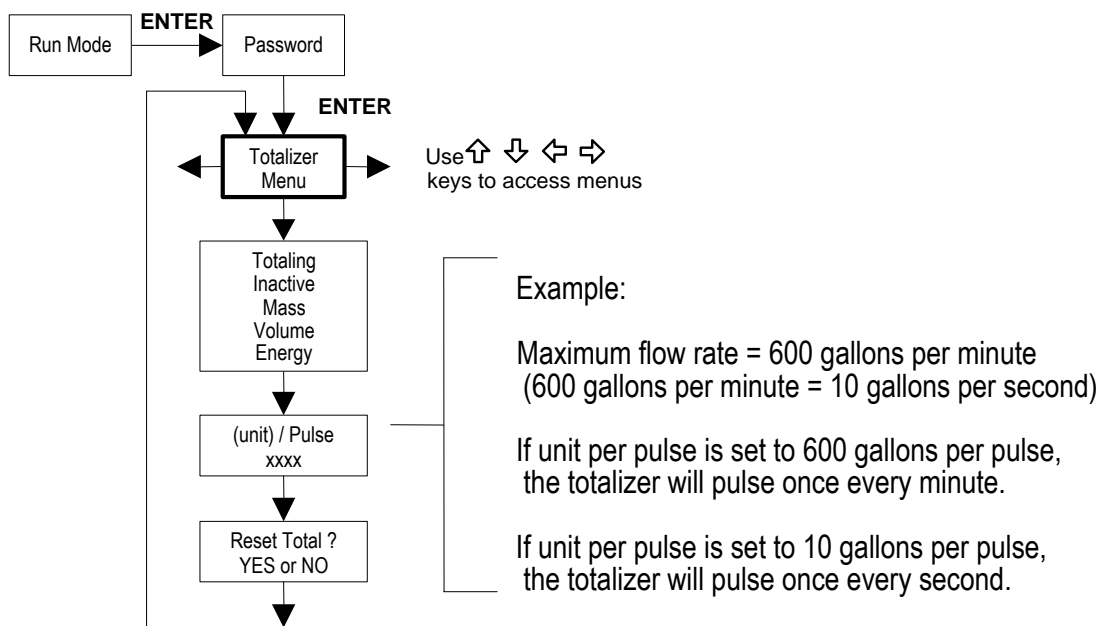 ENTER
Run Mode
Password
ENTER
Totalizer
Menu
Use
keys to access menus
Totaling
Inactive
Mass
Volume
Energy
(unit) / Pulse
xxxx
Reset Total ?
YES or NO
Example:
Maximum flow rate = 600 gallons per minute
(600 gallons per minute = 10 gallons per second)
If unit per pulse is set to 600 gallons per pulse,
the totalizer will pulse once every minute.
If unit per pulse is set to 10 gallons per pulse,
the totalizer will pulse once every second.